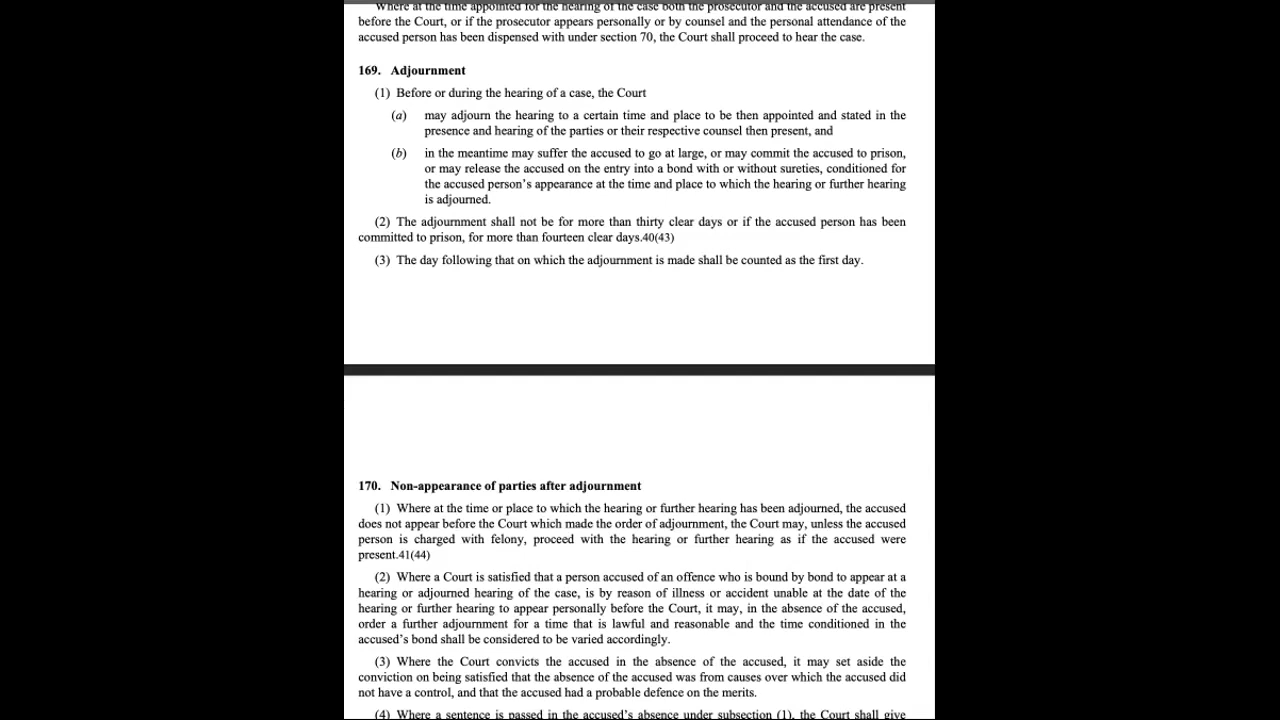 Where at the time appointed for the hearing of the case both the prosecutor and the accused are present
before the Court, or if the prosecutor appears personally or by counsel and the personal attendance of the
accused person has been dispensed with under section 70, the Court shall proceed to hear the case.
169. Adjournment
(1) Before or during the hearing of a case, the Court
(a) may adjourn the hearing to a certain time and place to be then appointed and stated in the
presence and hearing of the parties or their respective counsel then present, and
(b) in the meantime may suffer the accused to go at large, or may commit the accused to prison,
or may release the accused on the entry into a bond with or without sureties, conditioned for
the accused person's appearance at the time and place to which the hearing or further hearing
is adjourned.
(2) The adjournment shall not be for more than thirty clear days or if the accused person has been
committed to prison, for more than fourteen clear days.40(43)
(3) The day following that on which the adjournment is made shall be counted as the first day.
170. Non-appearance of parties after adjournment
(1) Where at the time or place to which the hearing or further hearing has been adjourned, the accused
does not appear before the Court which made the order of adjournment, the Court may, unless the accused
person is charged with felony, proceed with the hearing or further hearing as if the accused were
present.41(44)
(2) Where a Court is satisfied that a person accused of an offence who is bound by bond to appear at a
hearing or adjourned hearing of the case, is by reason of illness or accident unable at the date of the
hearing or further hearing to appear personally before the Court, it may, in the absence of the accused,
order a further adjournment for a time that is lawful and reasonable and the time conditioned in the
accused's bond shall be considered to be varied accordingly.
(3) Where the Court convicts the accused in the absence of the accused, it may set aside the
conviction on being satisfied that the absence of the accused was from causes over which the accused did
not have a control, and that the accused had a probable defence on the merits.
(4) Where a sentence is passed in the accused's absence under subsection (1), the Court shall give